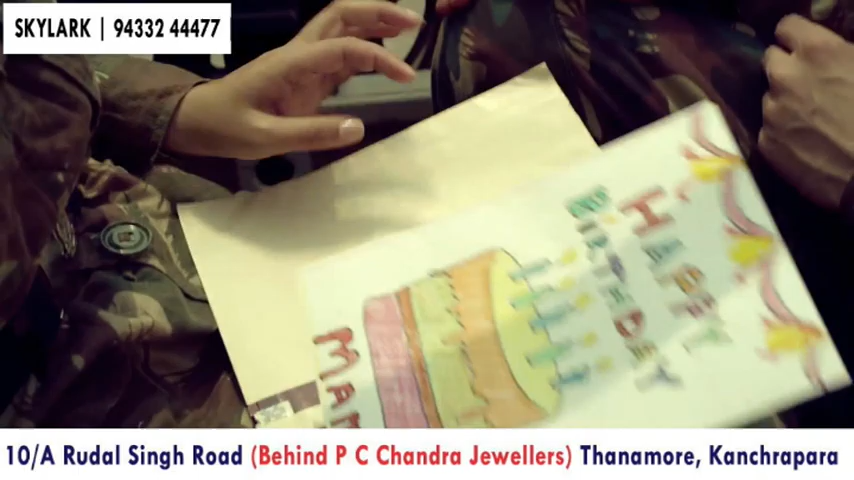 SKYLARK | 94332 44477
HAPPY
BIRTHDAY
10/A Rudal Singh Road (Behind P C Chandra Jewellers) Thanamore, Kanchrapara